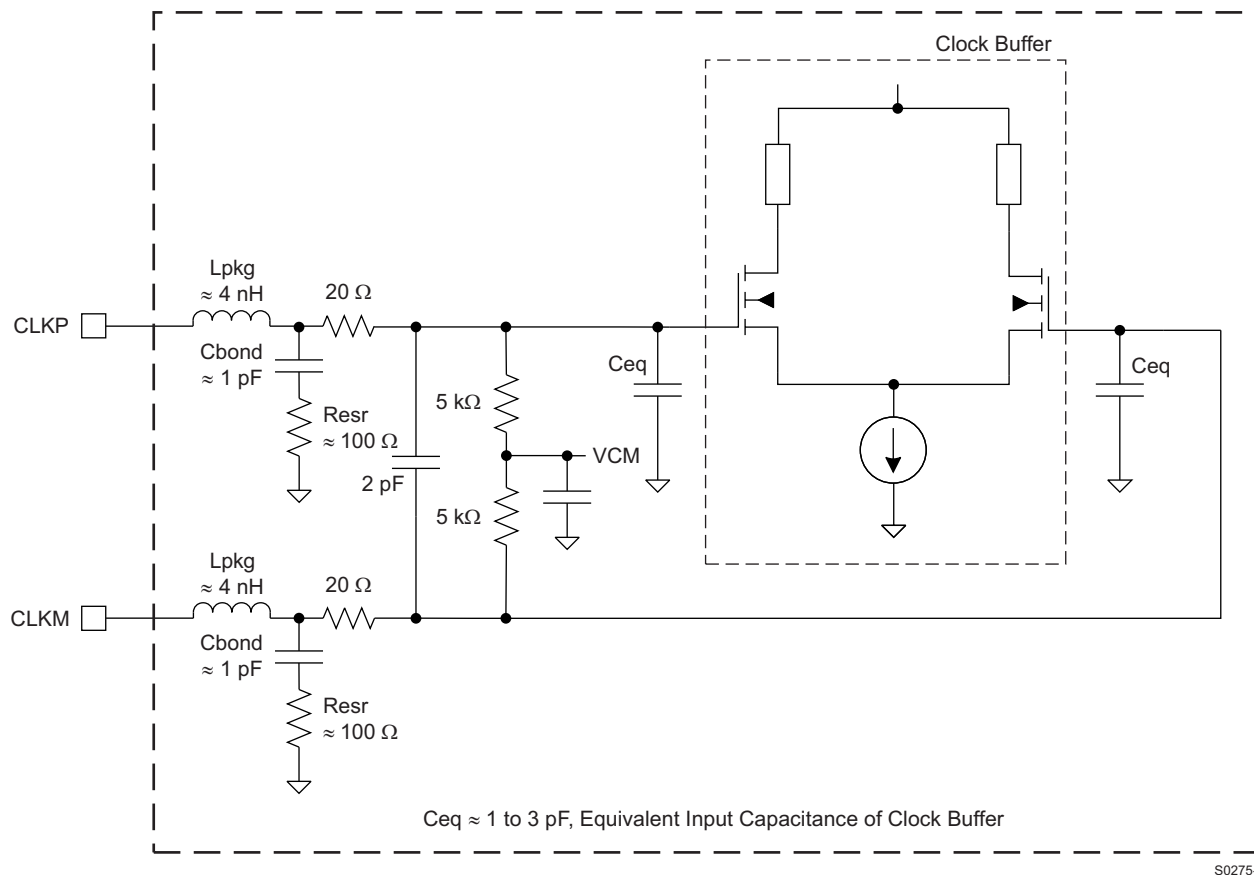 Clock Buffer
Lpkg
≈ 4 nH
20 Ω
CLKP
Cbond
≈ 1 pF
Resr
≈ 100 Ω
5 kΩ
Ceq
Ceq
VCM
2 pF
5 kΩ
Lpkg
≈ 4 nH
20 Ω
CLKM
Cbond
≈ 1 pF
Resr
≈ 100 Ω
Ceq ≈ 1 to 3 pF, Equivalent Input Capacitance of Clock Buffer
S0275